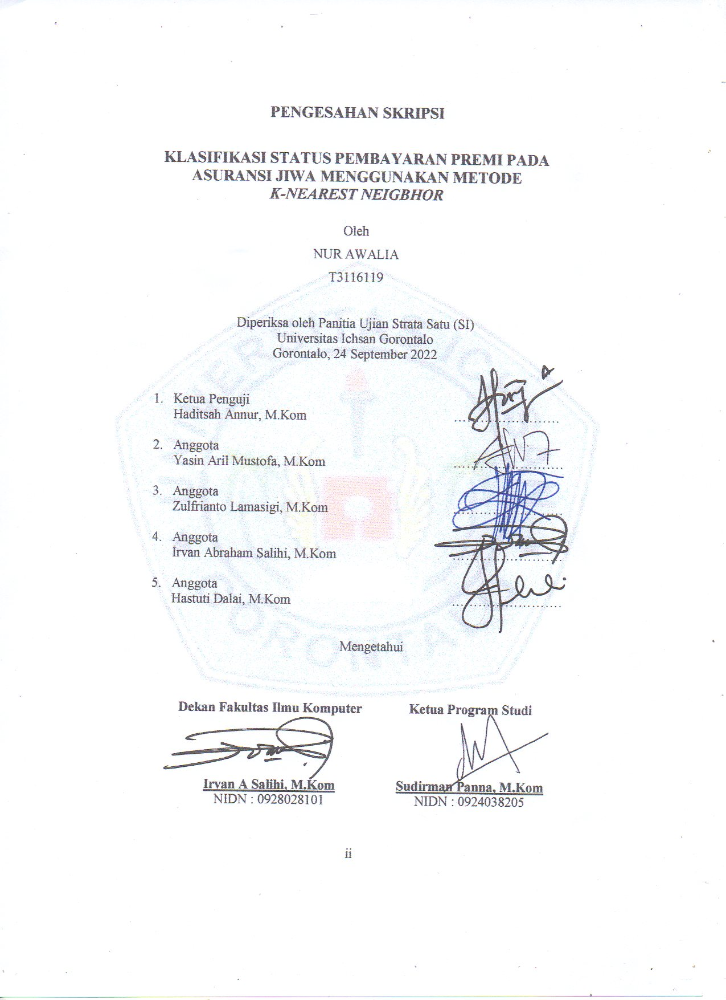 PENGESAHAN SKRIPSI
KLASIFIKASI STATUS PEMBAYARAN PREMI PADA
ASURANSI JIWA MENGGUNAKAN METODE
K-NEAREST NEIGBHOR
Oleh
NUR AWALIA
T3116119
Diperiksa oleh Panitia Ujian Strata Satu (SI)
Universitas Ichsan Gorontalo
Gorontalo, 24 September 2022
1. Ketua Penguji
Haditsah Annur, M.Kom
2. Anggota
Yasin Aril Mustofa, M.Kom
3. Anggota
Zulfrianto Lamasigi, M.Kom
4. Anggota
Irvan Abraham Salihi, M.Kom
5. Anggota
Hastuti Dalai, M.Kom
Mengetahui
Dekan Fakultas Ilmu Komputer
Irvan A Salihi, M.Kom
NIDN : 0928028101
Ketua Program Studi
Sudirman Panna, M.Kom
NIDN : 0924038205
ii